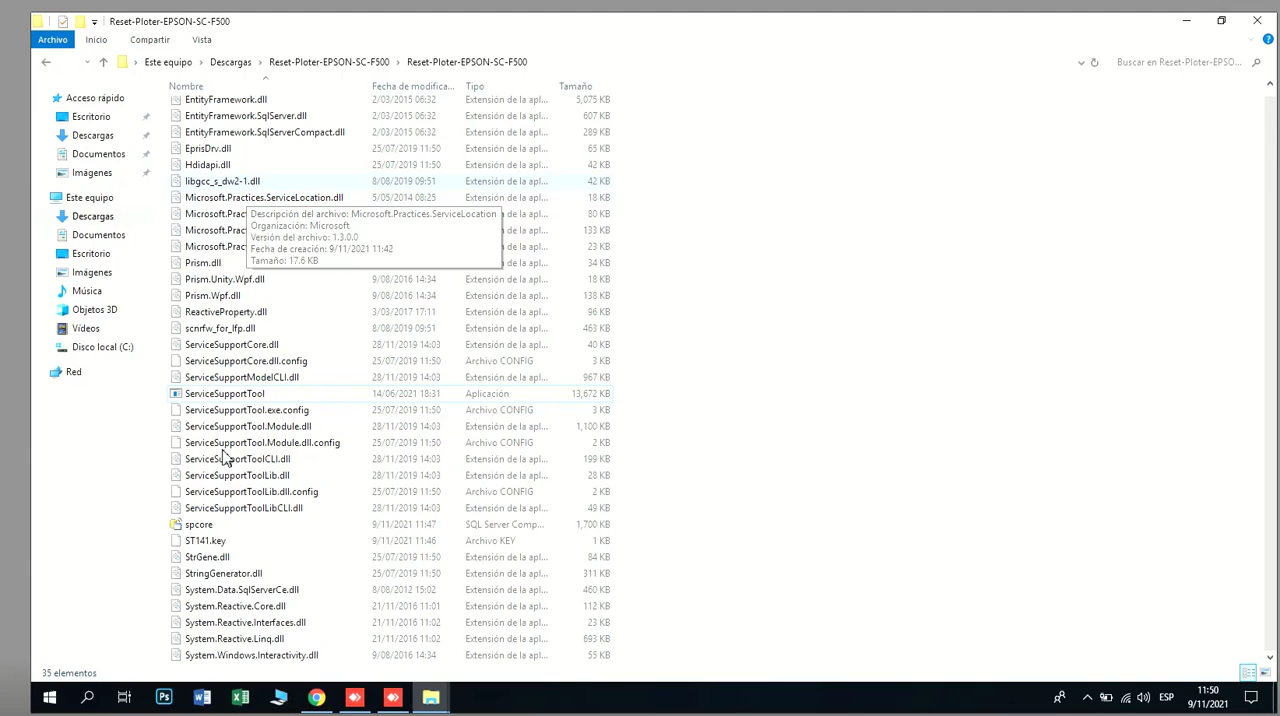 Reset-Ploter-EPSON-SC-F500
Archivo Inicio Compartir Vista
Este equipo Descargas Reset-Ploter-EPSON-SC-F500 Reset-Ploter-EPSON-SC-F500 Buscar en Reset-Ploter-EPSO...
Nombre Fecha de modifica... Tipo Tamaño
Acceso rápido
Escritorio
Descargas
Documentos
Imágenes
Este equipo
Descargas
Documentos
Escritorio
Imágenes
Música
Objetos 3D
Vídeos
Disco local (C:)
Red
EntityFramework.dll 2/03/2015 06:32 Extensión de la apl... 5,075 KB
EntityFramework.SqlServer.dll 2/03/2015 06:32 Extensión de la apl... 607 KB
EntityFramework.SqlServerCompact.dll 2/03/2015 06:32 Extensión de la apl... 289 KB
EprisDrv.dll 25/07/2019 11:50 Extensión de la apl... 65 KB
Hdidapi.dll 25/07/2019 11:50 Extensión de la apl... 42 KB
libgcc_s_dw2-1.dll 8/08/2019 09:51 Extensión de la apl... 42 KB
Microsoft.Practices.ServiceLocation.dll 5/05/2014 08:25 Extensión de la apl... 18 KB
Microsoft.Prac Extensión de la apl... 80 KB
Microsoft.Prac Extensión de la apl... 133 KB
Microsoft.Prac Extensión de la apl... 23 KB
Descripción del archivo: Microsoft.Practices.ServiceLocation
Organización: Microsoft
Versión del archivo: 1.3.0.0
Fecha de creación: 9/11/2021 11:42
Tamaño: 17.6 KB
Prism.dll Extensión de la apl... 34 KB
Prism.Unity.Wpf.dll 9/08/2016 14:34 Extensión de la apl... 18 KB
Prism.Wpf.dll 9/08/2016 14:34 Extensión de la apl... 138 KB
ReactiveProperty.dll 3/03/2017 17:11 Extensión de la apl... 96 KB
scnrfw_for_lfp.dll 8/08/2019 09:51 Extensión de la apl... 463 KB
ServiceSupportCore.dll 28/11/2019 14:03 Extensión de la apl... 40 KB
ServiceSupportCore.dll.config 25/07/2019 11:50 Archivo CONFIG 3 KB
ServiceSupportModelCLI.dll 28/11/2019 14:03 Extensión de la apl... 967 KB
ServiceSupportTool 14/06/2021 18:31 Aplicación 13,672 KB
ServiceSupportTool.exe.config 25/07/2019 11:50 Archivo CONFIG 3 KB
ServiceSupportTool.Module.dll 28/11/2019 14:03 Extensión de la apl... 1,100 KB
ServiceSupportTool.Module.dll.config 25/07/2019 11:50 Archivo CONFIG 2 KB
ServiceSupportToolCLI.dll 28/11/2019 14:03 Extensión de la apl... 199 KB
ServiceSupportToolLib.dll 28/11/2019 14:03 Extensión de la apl... 28 KB
ServiceSupportToolLib.dll.config 25/07/2019 11:50 Archivo CONFIG 2 KB
ServiceSupportToolLibCLI.dll 28/11/2019 14:03 Extensión de la apl... 49 KB
spcore 9/11/2021 11:47 SQL Server Comp... 1,700 KB
ST141.key 9/11/2021 11:46 Archivo KEY 1 KB
StrGene.dll 25/07/2019 11:50 Extensión de la apl... 84 KB
StringGenerator.dll 25/07/2019 11:50 Extensión de la apl... 311 KB
System.Data.SqlServerCe.dll 8/08/2012 15:02 Extensión de la apl... 460 KB
System.Reactive.Core.dll 21/11/2016 11:01 Extensión de la apl... 112 KB
System.Reactive.Interfaces.dll 21/11/2016 11:02 Extensión de la apl... 23 KB
System.Reactive.Linq.dll 21/11/2016 11:02 Extensión de la apl... 693 KB
System.Windows.Interactivity.dll 9/08/2016 14:34 Extensión de la apl... 55 KB
35 elementos
Ps ESP 11:50
9/11/2021